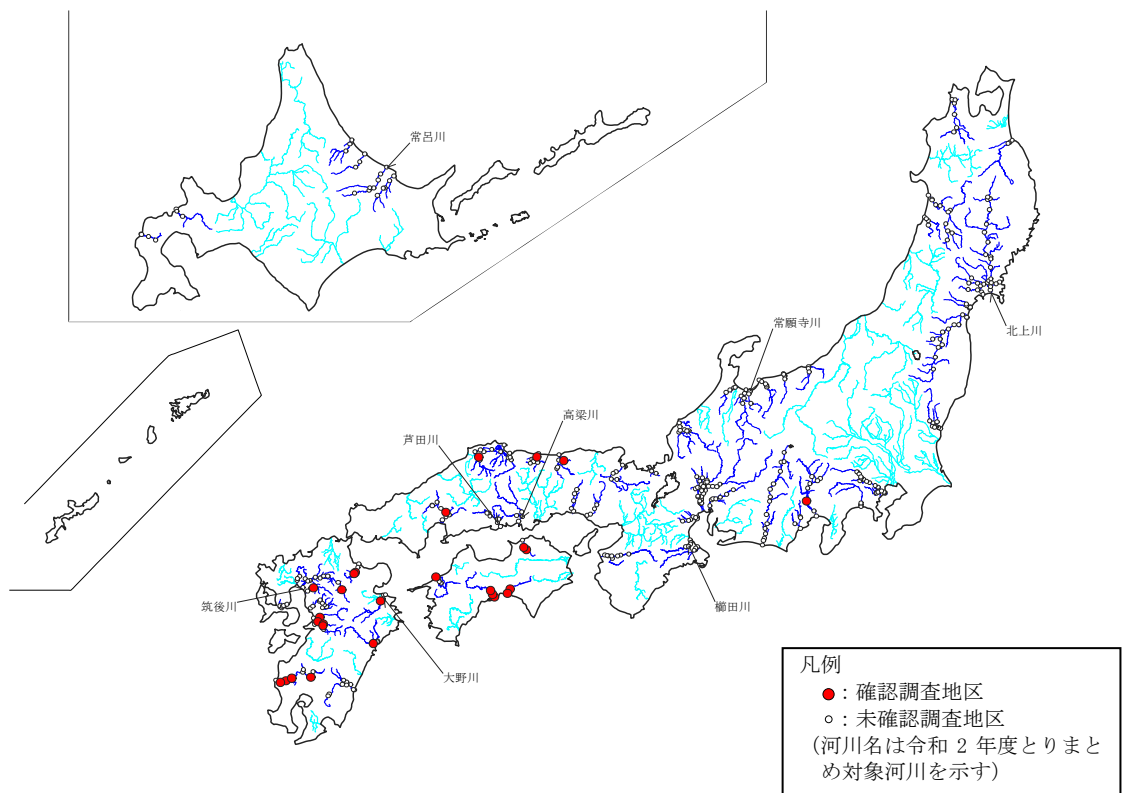 常呂川
北上川
常願寺川
高梁川
芦田川
筑後川
櫛田川
大野川
凡例
●：確認調査地区
○：未確認調査地区
(河川名は令和 2 年度とりまと
め対象河川を示す)